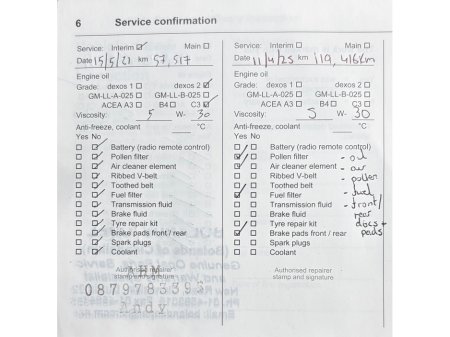 6 Service confirmation
Service: Interim ☑ Main ☐
Date 15/5/21 km 57,517
Engine oil
Grade: dexos 1 ☐ dexos 2 ☑
GM-LL-A-025 ☐ GM-LL-B-025 ☐
ACEA A3 ☐ B4 ☐ C3 ☑
Viscosity: 5 W- 30
Anti-freeze, coolant °C
Yes No
☐ ☑ Battery (radio remote control)
☐ ☑ Pollen filter
☐ ☑ Air cleaner element
☐ ☑ Ribbed V-belt
☐ ☑ Toothed belt
☐ ☑ Fuel filter
☐ ☑ Transmission fluid
☐ ☑ Brake fluid
☐ ☑ Tyre repair kit
☐ ☑ Brake pads front / rear
☐ ☑ Spark plugs
☐ ☑ Coolant
Authorised repairer
stamp and signature
0879783393
Andy
Service: Interim ☐ Main ☐
Date 11/4/25 km 119,416km
Engine oil
Grade: dexos 1 ☐ dexos 2 ☐
GM-LL-A-025 ☐ GM-LL-B-025 ☐
ACEA A3 ☐ B4 ☐ C3 ☐
Viscosity: 5 W- 30
Anti-freeze, coolant °C
Yes No
☐ ☐ Battery (radio remote control)
☑ ☐ Pollen filter - oil
☑ ☐ Air cleaner element - air
☐ ☐ Ribbed V-belt - pollen
☐ ☐ Toothed belt
☑ ☐ Fuel filter - fuel
☐ ☐ Transmission fluid - front/
☐ ☐ Brake fluid rear
☐ ☐ Tyre repair kit discs +
☑ ☐ Brake pads front / rear pads
☐ ☐ Spark plugs
☐ ☐ Coolant
Authorised repairer
stamp and signature